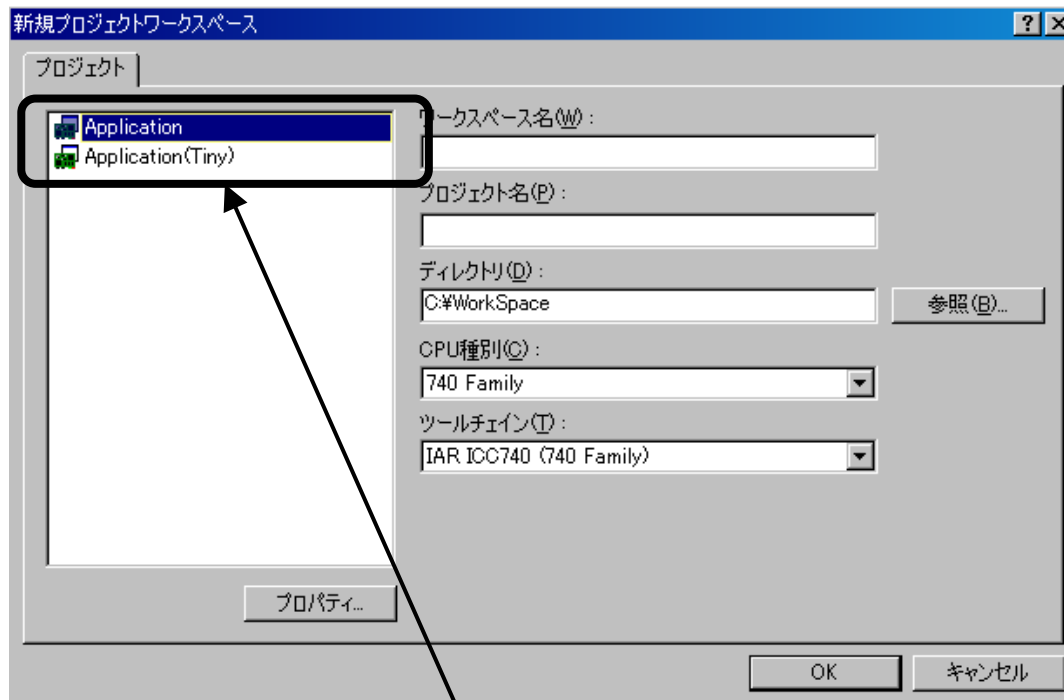 新規プロジェクトワークスペース
プロジェクト
Application
Application(Tiny)
ワークスペース名(W) :
プロジェクト名(P) :
ディレクトリ(D) :
C:¥WorkSpace
参照(B)...
CPU種別(C) :
740 Family
ツールチェイン(T) :
IAR ICC740 (740 Family)
プロパティ...
OK
キャンセル